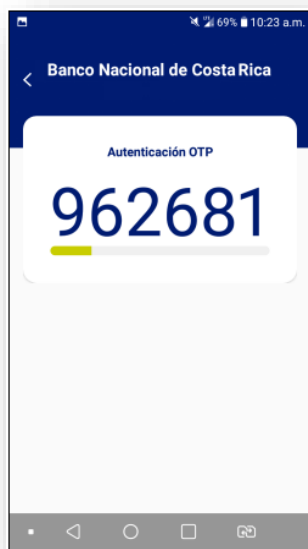 69% 10:23 a.m.
Banco Nacional de Costa Rica
Autenticación OTP
962681